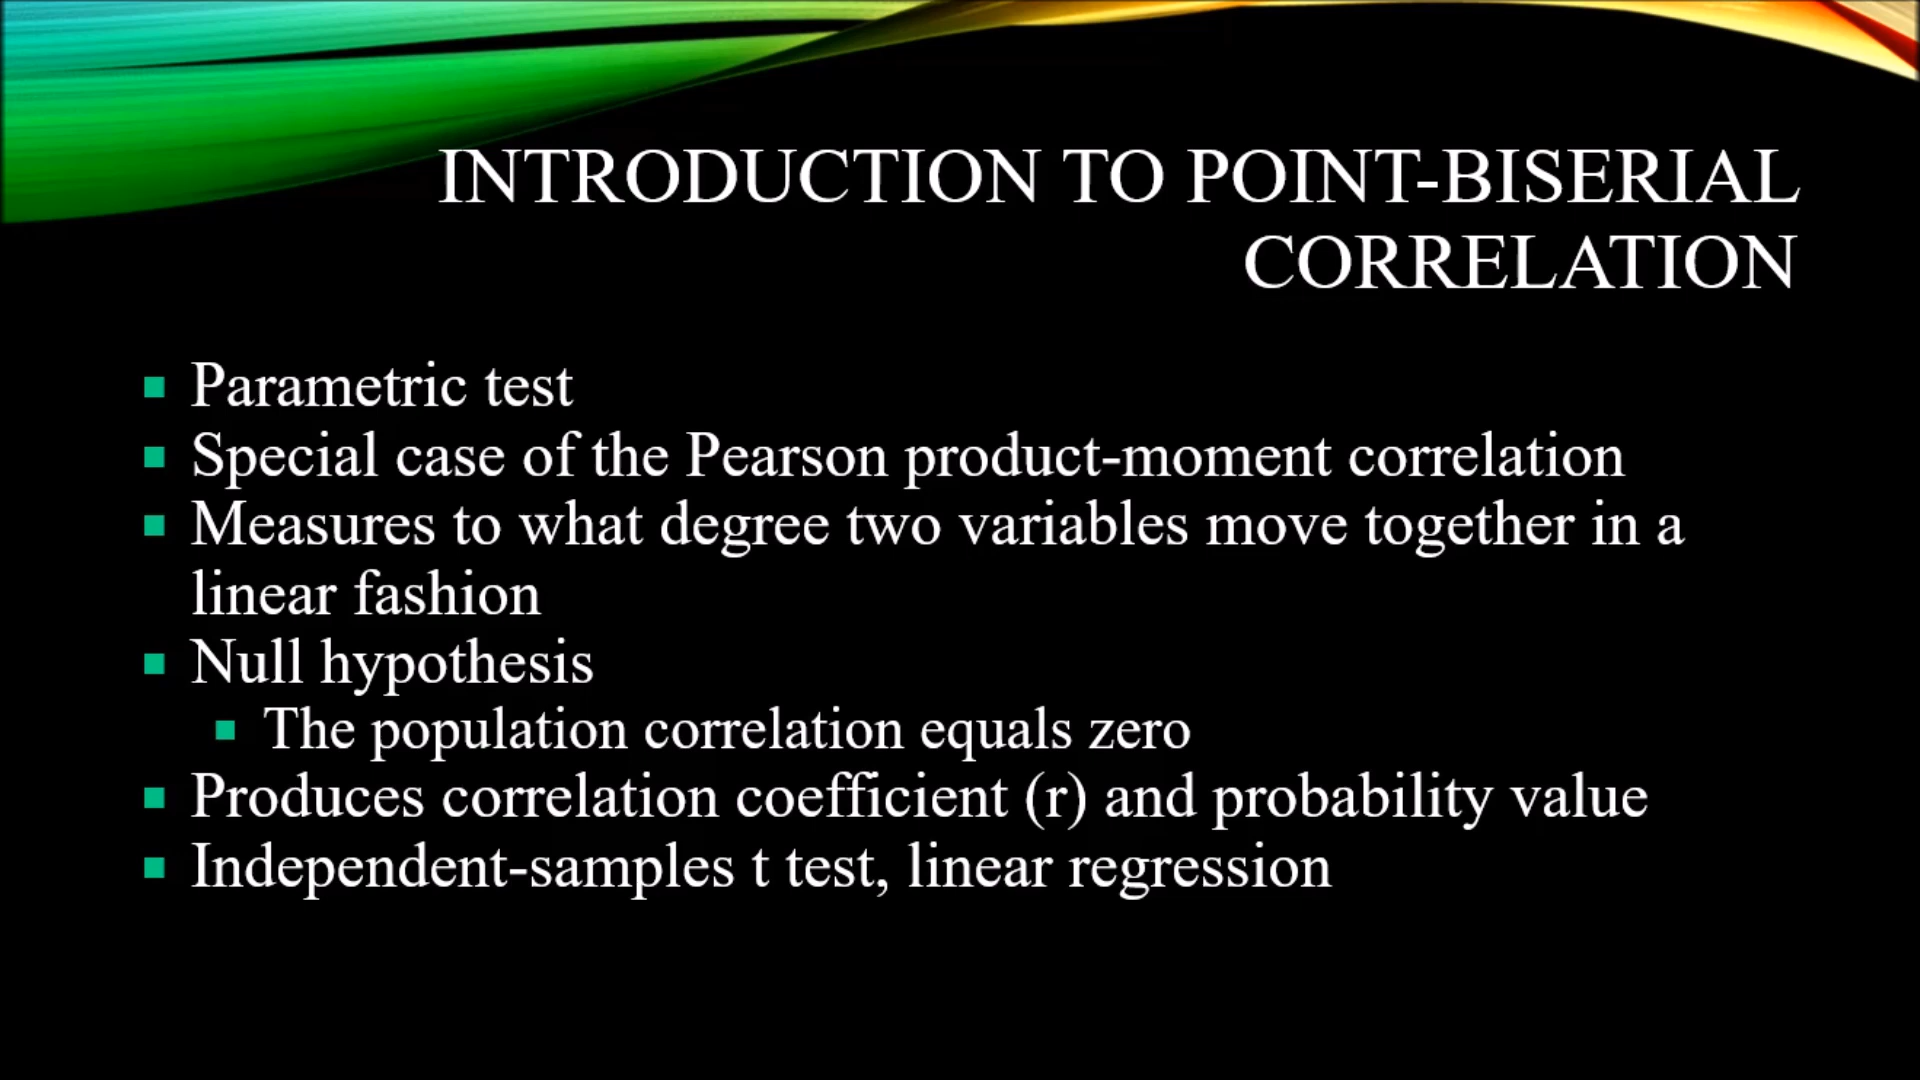 INTRODUCTION TO POINT-BISERIAL
CORRELATION
Parametric test
Special case of the Pearson product-moment correlation
Measures to what degree two variables move together in a
linear fashion
Null hypothesis
The population correlation equals zero
Produces correlation coefficient (r) and probability value
Independent-samples t test, linear regression